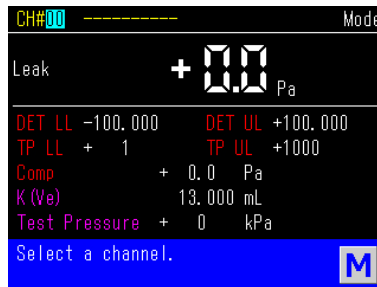 CH#00 ---------- Mode
Leak +0.0 Pa
DET LL -100.000 DET UL +100.000
TP LL + 1 TP UL +1000
Comp + 0.0 Pa
K(Ve) 13.000 mL
Test Pressure + 0 kPa
Select a channel. M